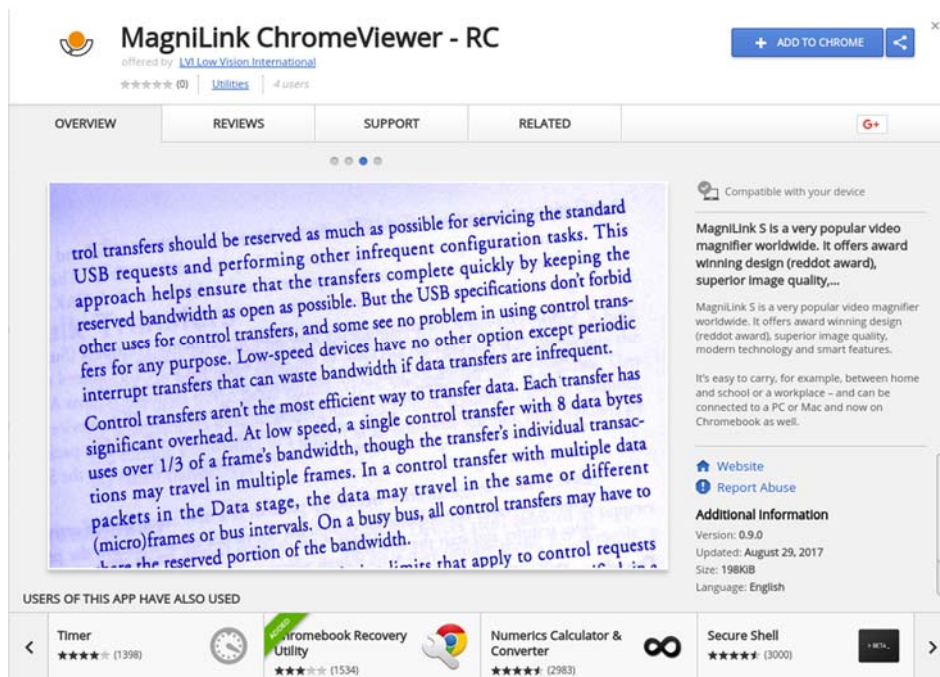 MagniLink ChromeViewer - RC
offered by LVI Low Vision International
(0) Utilities 4 users
+ ADD TO CHROME
OVERVIEW REVIEWS SUPPORT RELATED G+
trol transfers should be reserved as much as possible for servicing the standard
USB requests and performing other infrequent configuration tasks. This
approach helps ensure that the transfers complete quickly by keeping the
reserved bandwidth as open as possible. But the USB specifications don't forbid
other uses for control transfers, and some see no problem in using control trans-
fers for any purpose. Low-speed devices have no other option except periodic
interrupt transfers that can waste bandwidth if data transfers are infrequent.
Control transfers aren't the most efficient way to transfer data. Each transfer has
significant overhead. At low speed, a single control transfer with 8 data bytes
uses over 1/3 of a frame's bandwidth, though the transfer's individual transac-
tions may travel in multiple frames. In a control transfer with multiple data
packets in the Data stage, the data may travel in the same or different
(micro)frames or bus intervals. On a busy bus, all control transfers may have to
the reserved portion of the bandwidth.
limits that apply to control requests
Compatible with your device
MagniLink S is a very popular video
magnifier worldwide. It offers award
winning design (reddot award),
superior image quality,...
MagniLink S is a very popular video magnifier
worldwide. It offers award winning design
(reddot award), superior image quality,
modern technology and smart features.
It's easy to carry, for example, between home
and school or a workplace – and can be
connected to a PC or Mac and now on
Chromebook as well.
Website
Report Abuse
Additional Information
Version: 0.9.0
Updated: August 29, 2017
Size: 198KiB
Language: English
USERS OF THIS APP HAVE ALSO USED
Timer
(1398)
ADDED
Chromebook Recovery
Utility
(1534)
Numerics Calculator &
Converter
(2983)
Secure Shell
(3000)
> BETA_